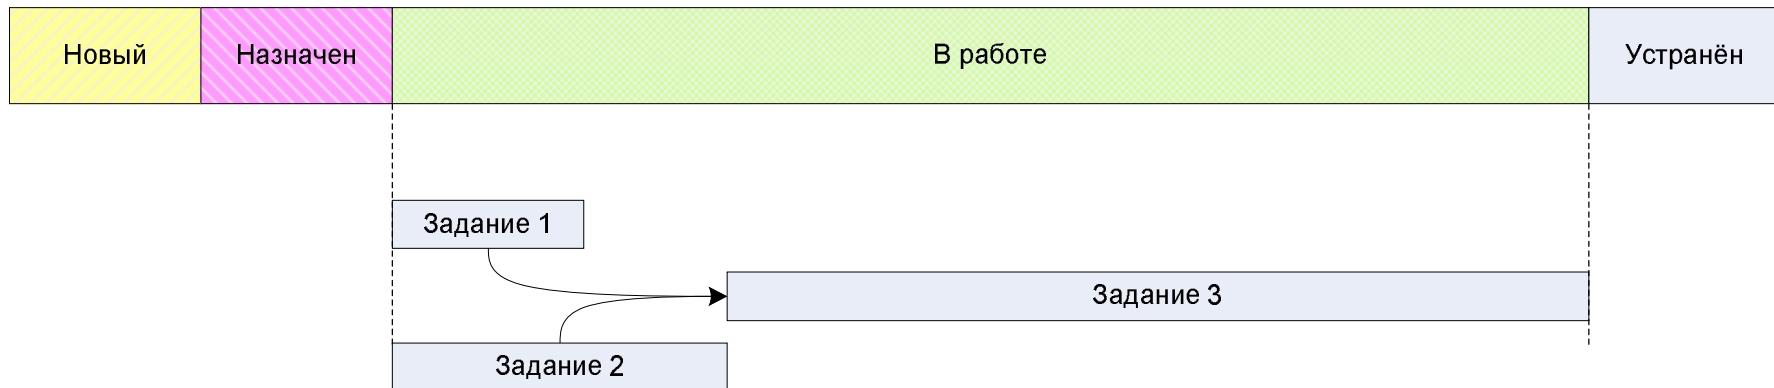 Новый
Назначен
В работе
Устранён
Задание 1
Задание 3
Задание 2